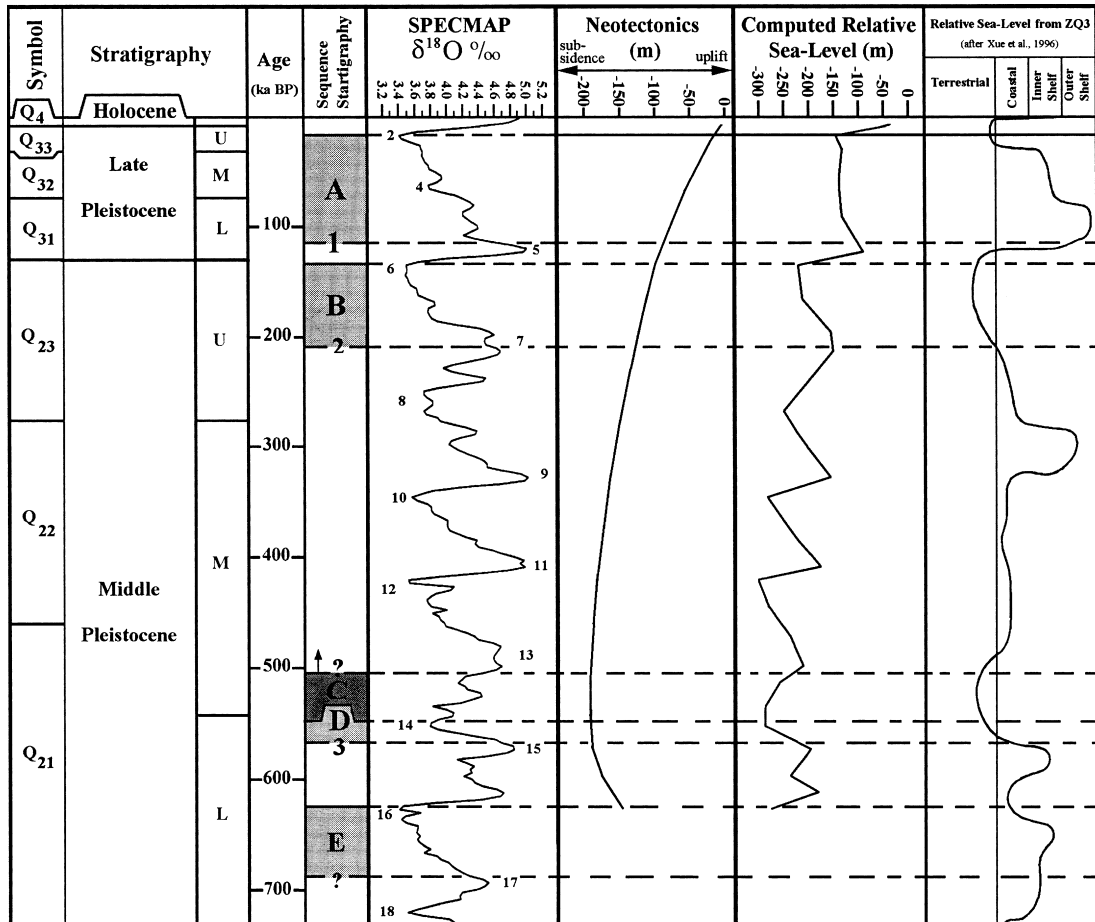 Symbol
Stratigraphy
Age
(ka BP)
Sequence
Startigraphy
SPECMAP
δ¹⁸O ⁰/₀₀
3.2 3.4 3.6 3.8 4.0 4.2 4.4 4.6 4.8 5.0 5.2
Neotectonics
(m)
sub-
sidence
uplift
-200 -150 -100 -50 0
Computed Relative
Sea-Level (m)
-300 -250 -200 -150 -100 -50 0
Relative Sea-Level from ZQ3
(after Xue et al., 1996)
Terrestrial
Coastal
Inner
Shelf
Outer
Shelf
Q4
Holocene
Q33
Q32
Q31
Late
Pleistocene
U
M
L
Q23
Q22
Q21
Middle
Pleistocene
U
M
L
100
200
300
400
500
600
700
A
1
B
2
?
C
D
3
E
?
2
4
5
6
7
8
9
10
11
12
13
14
15
16
17
18